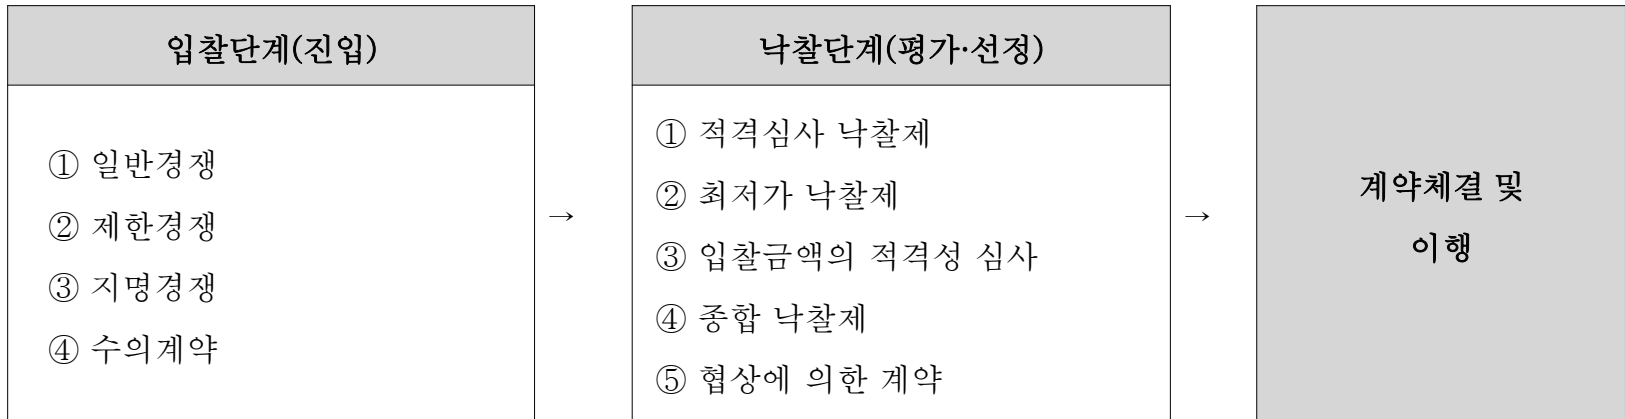 입찰단계(진입)
① 일반경쟁
② 제한경쟁
③ 지명경쟁
④ 수의계약
→
낙찰단계(평가·선정)
① 적격심사 낙찰제
② 최저가 낙찰제
③ 입찰금액의 적격성 심사
④ 종합 낙찰제
⑤ 협상에 의한 계약
→
계약체결 및
이행